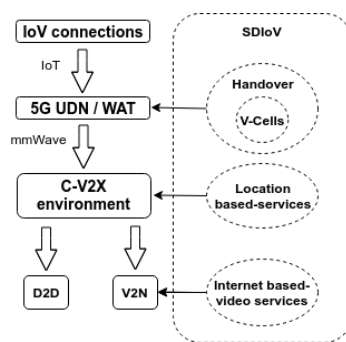 IoV connections
SDIoV
IoT
Handover
5G UDN / WAT
V-Cells
mmWave
C-V2X
environment
Location
based-services
D2D
V2N
Internet based-
video services